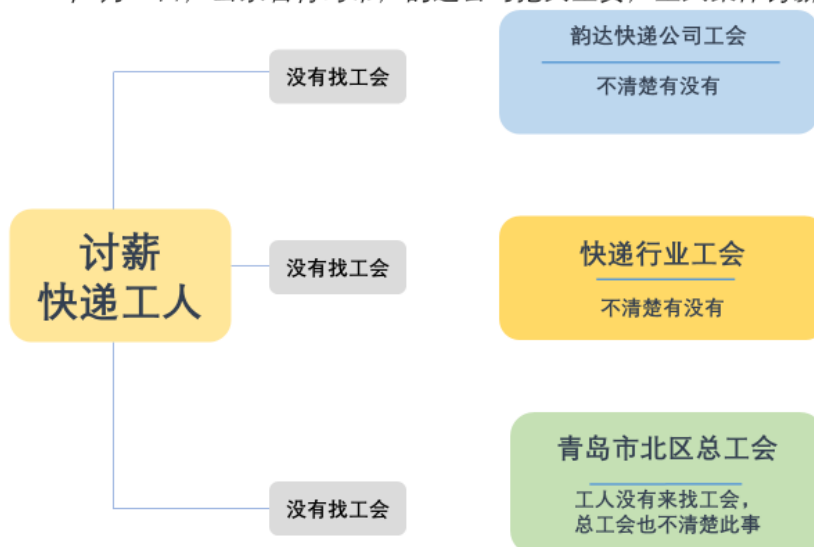 没有找工会
韵达快递公司工会
不清楚有没有
讨薪
快递工人
没有找工会
快递行业工会
不清楚有没有
没有找工会
青岛市北区总工会
工人没有来找工会，
总工会也不清楚此事